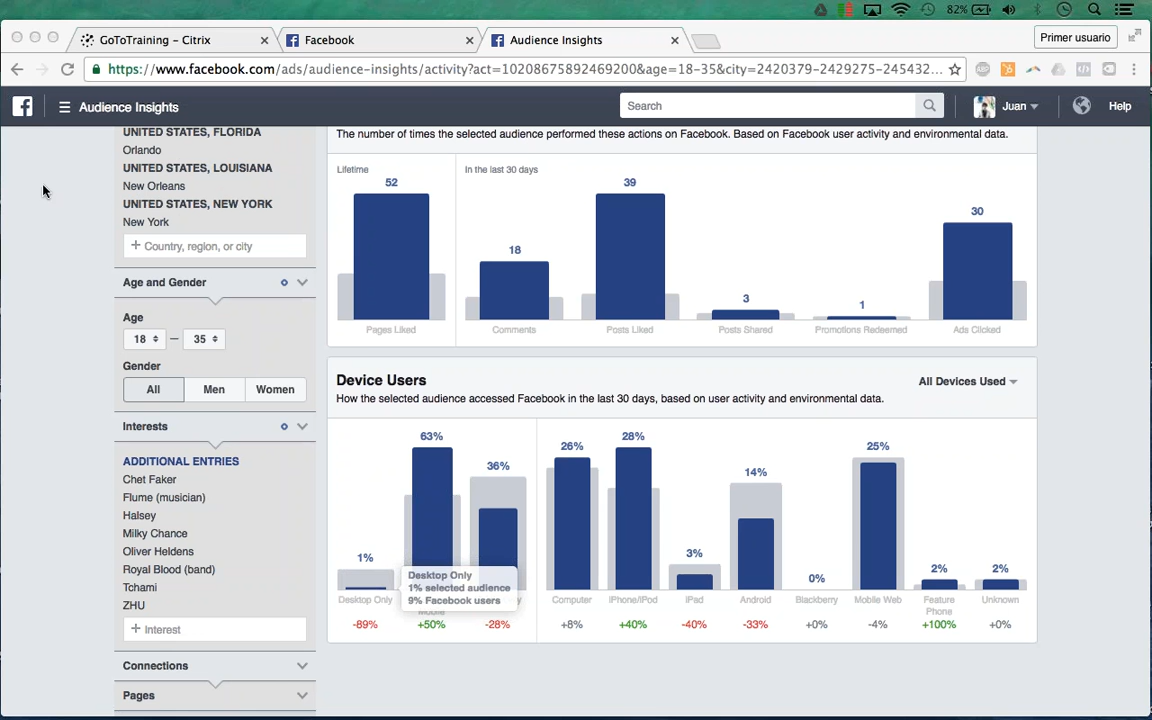 82%
GoToTraining – Citrix
Facebook
Audience Insights
Primer usuario
https://www.facebook.com/ads/audience-insights/activity?act=10208675892469200&age=18-35&city=2420379-2429275-245432...
Audience Insights
Search
Juan
Help
UNITED STATES, FLORIDA
Orlando
UNITED STATES, LOUISIANA
New Orleans
UNITED STATES, NEW YORK
New York
+ Country, region, or city
Age and Gender
Age
18 — 35
Gender
All Men Women
Interests
ADDITIONAL ENTRIES
Chet Faker
Flume (musician)
Halsey
Milky Chance
Oliver Heldens
Royal Blood (band)
Tchami
ZHU
+ Interest
Connections
Pages
The number of times the selected audience performed these actions on Facebook. Based on Facebook user activity and environmental data.
Lifetime
In the last 30 days
52
18
39
3
1
30
Pages Liked
Comments
Posts Liked
Posts Shared
Promotions Redeemed
Ads Clicked
Device Users
All Devices Used
How the selected audience accessed Facebook in the last 30 days, based on user activity and environmental data.
1%
63%
36%
26%
28%
3%
14%
0%
25%
2%
2%
Desktop Only
1% selected audience
9% Facebook users
Desktop Only
Mobile
Computer
iPhone/iPod
iPad
Android
Blackberry
Mobile Web
Feature
Phone
Unknown
-89%
+50%
-28%
+8%
+40%
-40%
-33%
+0%
-4%
+100%
+0%